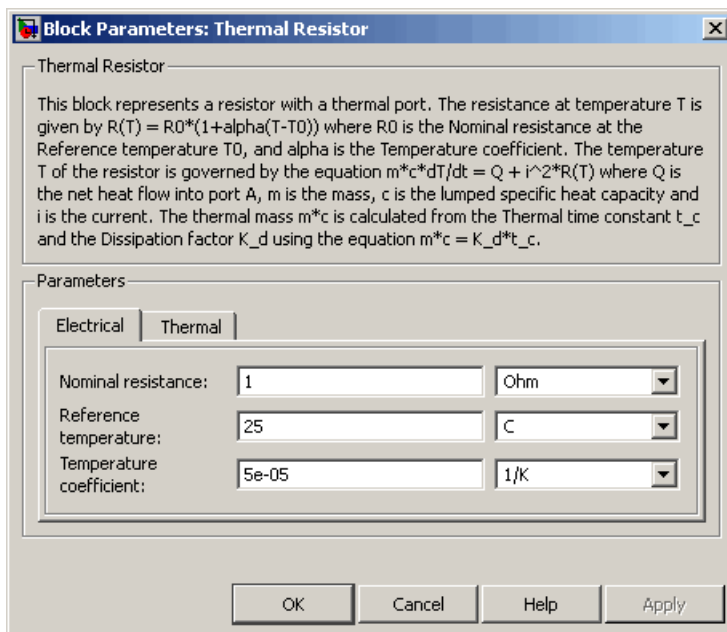 Block Parameters: Thermal Resistor
Thermal Resistor
This block represents a resistor with a thermal port. The resistance at temperature T is
given by R(T) = R0*(1+alpha(T-T0)) where R0 is the Nominal resistance at the
Reference temperature T0, and alpha is the Temperature coefficient. The temperature
T of the resistor is governed by the equation m*c*dT/dt = Q + i^2*R(T) where Q is
the net heat flow into port A, m is the mass, c is the lumped specific heat capacity and
i is the current. The thermal mass m*c is calculated from the Thermal time constant t_c
and the Dissipation factor K_d using the equation m*c = K_d*t_c.
Parameters
Electrical Thermal
Nominal resistance: 1 Ohm
Reference
temperature: 25 C
Temperature
coefficient: 5e-05 1/K
OK Cancel Help Apply